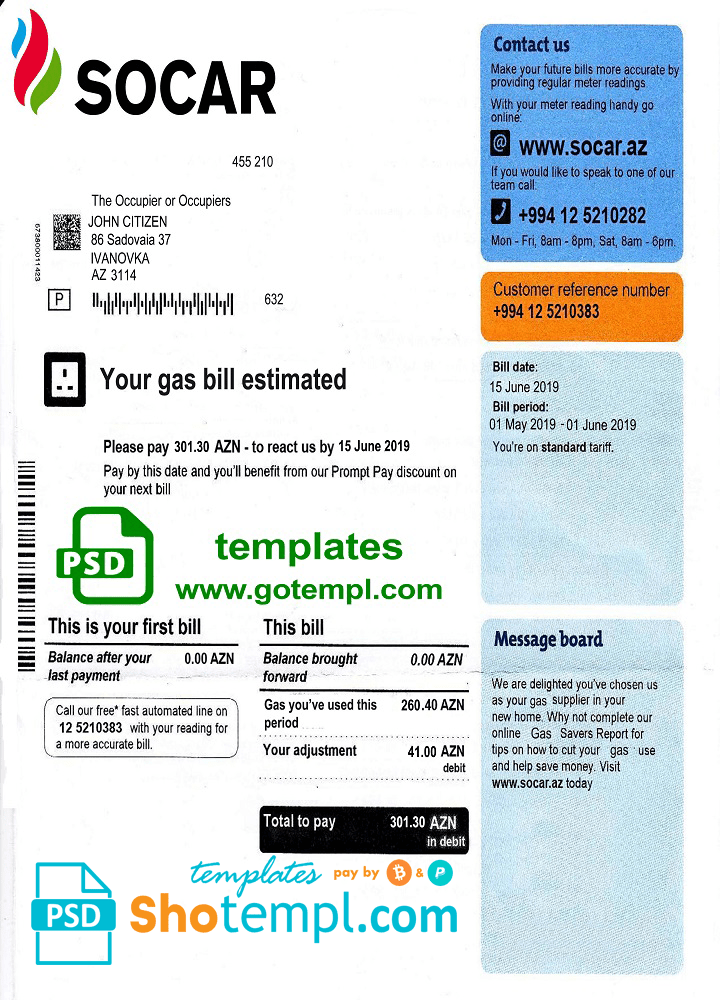 SOCAR
455 210
The Occupier or Occupiers
JOHN CITIZEN
86 Sadovaia 37
IVANOVKA
AZ 3114
673800011423
P
632
Your gas bill estimated
Please pay 301.30 AZN - to react us by 15 June 2019
Pay by this date and you'll benefit from our Prompt Pay discount on
your next bill
PSD
templates
www.gotempl.com
This is your first bill
Balance after your 0.00 AZN
last payment
Call our free* fast automated line on
12 5210383 with your reading for
a more accurate bill.
This bill
Balance brought 0.00 AZN
forward
Gas you've used this 260.40 AZN
period
Your adjustment 41.00 AZN
debit
Total to pay 301.30 AZN
in debit
Contact us
Make your future bills more accurate by
providing regular meter readings.
With your meter reading handy go
online:
@ www.socar.az
If you would like to speak to one of our
team call:
+994 12 5210282
Mon - Fri, 8am - 8pm, Sat, 8am - 6pm.
Customer reference number
+994 12 5210383
Bill date:
15 June 2019
Bill period:
01 May 2019 - 01 June 2019
You're on standard tariff.
Message board
We are delighted you've chosen us
as your gas supplier in your
new home. Why not complete our
online Gas Savers Report for
tips on how to cut your gas use
and help save money. Visit
www.socar.az today
templates pay by B & P
PSD
Shotempl.com